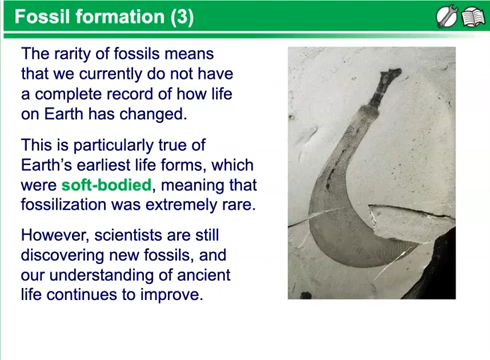 Fossil formation (3)
The rarity of fossils means
that we currently do not have
a complete record of how life
on Earth has changed.
This is particularly true of
Earth's earliest life forms, which
were soft-bodied, meaning that
fossilization was extremely rare.
However, scientists are still
discovering new fossils, and
our understanding of ancient
life continues to improve.